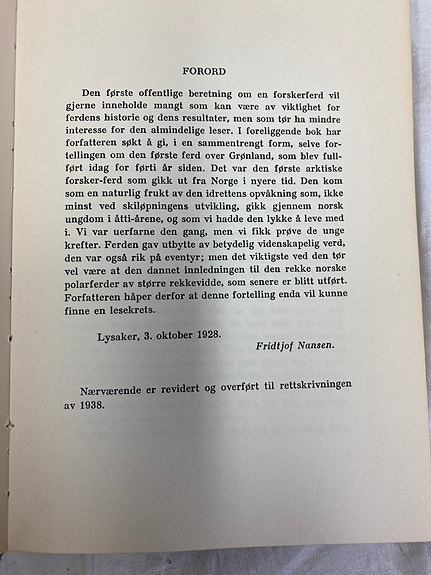 FORORD
Den første offentlige beretning om en forskerferd vil
gjerne inneholde mangt som kan være av viktighet for
ferdens historie og dens resultater, men som tør ha mindre
interesse for den almindelige leser. I foreliggende bok har
forfatteren søkt å gi, i en sammentrengt form, selve for-
tellingen om den første ferd over Grønland, som blev full-
ført idag for førti år siden. Det var den første arktiske
forsker-ferd som gikk ut fra Norge i nyere tid. Den kom
som en naturlig frukt av den idrettens opvåkning som, ikke
minst ved skiløpningens utvikling, gikk gjennem norsk
ungdom i åtti-årene, og som vi hadde den lykke å leve med
i. Vi var uerfarne den gang, men vi fikk prøve de unge
krefter. Ferden gav utbytte av betydelig videnskapelig verd,
den var også rik på eventyr; men det viktigste ved den tør
vel være at den dannet innledningen til den rekke norske
polarferder av større rekkevidde, som senere er blitt utført.
Forfatteren håper derfor at denne fortelling enda vil kunne
finne en lesekrets.
Lysaker, 3. oktober 1928.
Fridtjof Nansen.
Nærværende er revidert og overført til rettskrivningen
av 1938.